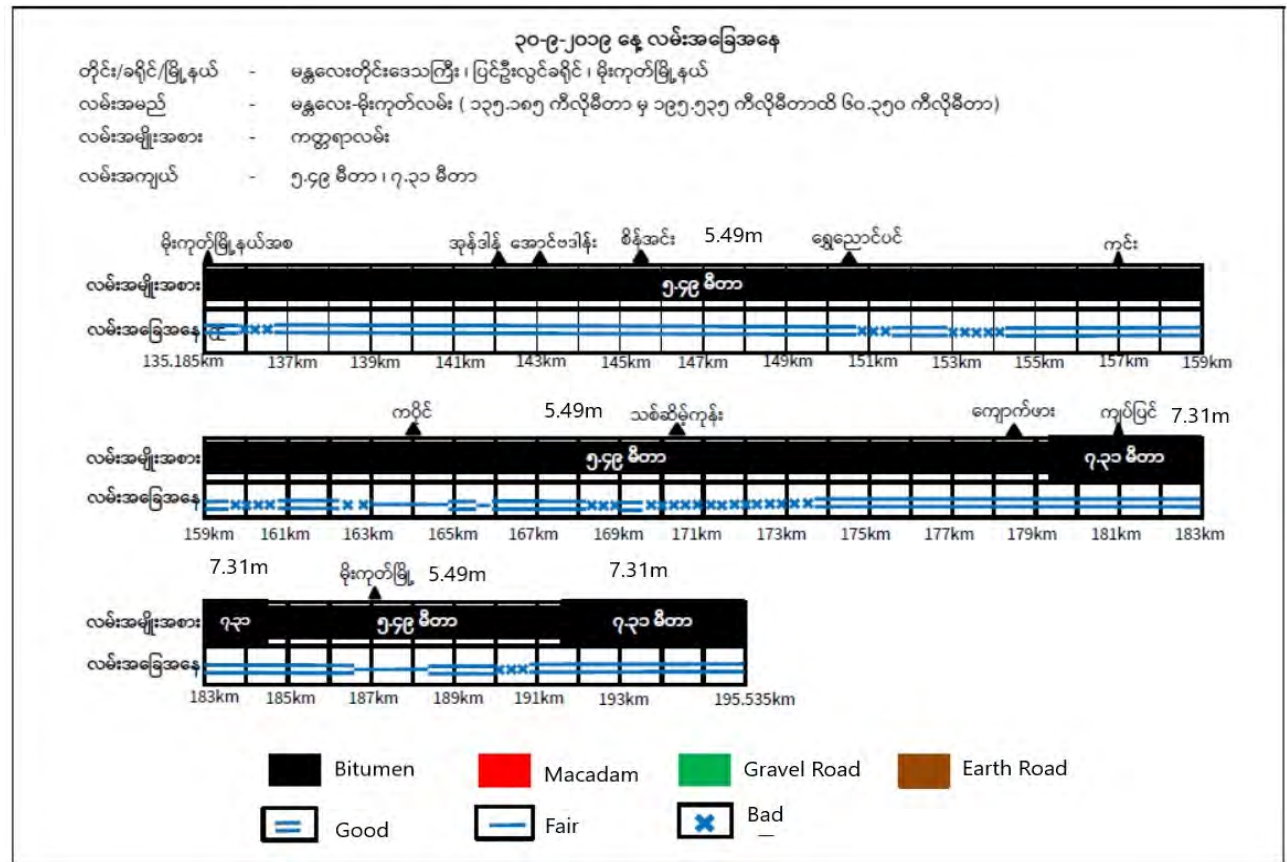 ၃၀-၉-၂၀၁၉ နေ့ လမ်းအခြေအနေ
တိုင်း/ခရိုင်/မြို့နယ် - မန္တလေးတိုင်းဒေသကြီး၊ ပြင်ဦးလွင်ခရိုင်၊ မိုးကုတ်မြို့နယ်
လမ်းအမည် - မန္တလေး-မိုးကုတ်လမ်း ( ၁၃၅.၁၈၅ ကီလိုမီတာ မှ ၁၉၅.၅၃၅ ကီလိုမီတာထိ ၆၀.၃၅၀ ကီလိုမီတာ)
လမ်းအမျိုးအစား - ကတ္တရာလမ်း
လမ်းအကျယ် - ၅.၄၉ မီတာ ၊ ၇.၃၁ မီတာ
မိုးကုတ်မြို့နယ်အစ အုန်ဒါန် အောင်ဗဒါန်း စိန်အင်း 5.49m ရွှေညောင်ပင် ကင်း
လမ်းအမျိုးအစား ၅.၄၉ မီတာ
လမ်းအခြေအနေ
135.185km 137km 139km 141km 143km 145km 147km 149km 151km 153km 155km 157km 159km
ကပိုင် 5.49m သစ်ဆိမ့်ကုန်း ကျောက်ဖား ကျပ်ပြင် 7.31m
လမ်းအမျိုးအစား ၅.၄၉ မီတာ ၇.၃၁ မီတာ
လမ်းအခြေအနေ
159km 161km 163km 165km 167km 169km 171km 173km 175km 177km 179km 181km 183km
7.31m မိုးကုတ်မြို့ 5.49m 7.31m
လမ်းအမျိုးအစား ၇.၃၁ ၅.၄၉ မီတာ ၇.၃၁ မီတာ
လမ်းအခြေအနေ
183km 185km 187km 189km 191km 193km 195.535km
Bitumen Macadam Gravel Road Earth Road
Good Fair Bad